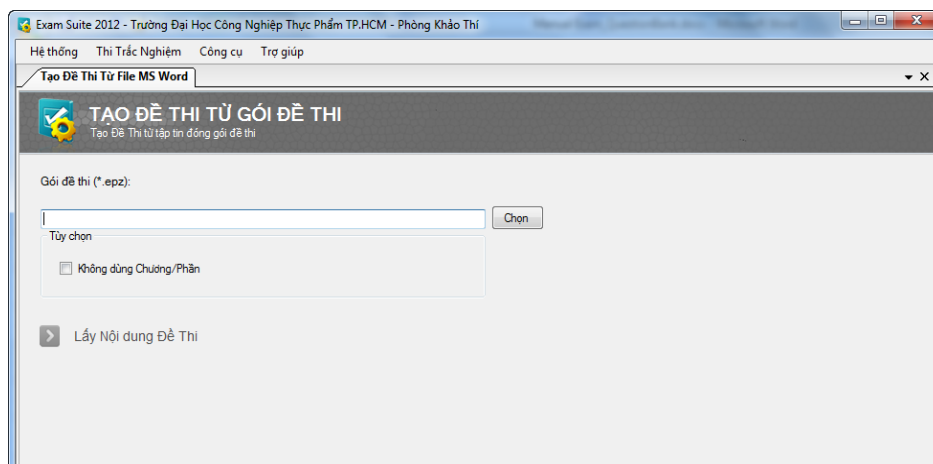 Exam Suite 2012 - Trường Đại Học Công Nghiệp Thực Phẩm TP.HCM - Phòng Khảo Thí
Hệ thống Thi Trắc Nghiệm Công cụ Trợ giúp
Tạo Đề Thi Từ File MS Word
TẠO ĐỀ THI TỪ GÓI ĐỀ THI
Tạo Đề Thi từ tập tin đóng gói đề thi
Gói đề thi (*.epz):
Chọn
Tùy chọn
Không dùng Chương/Phần
Lấy Nội dung Đề Thi